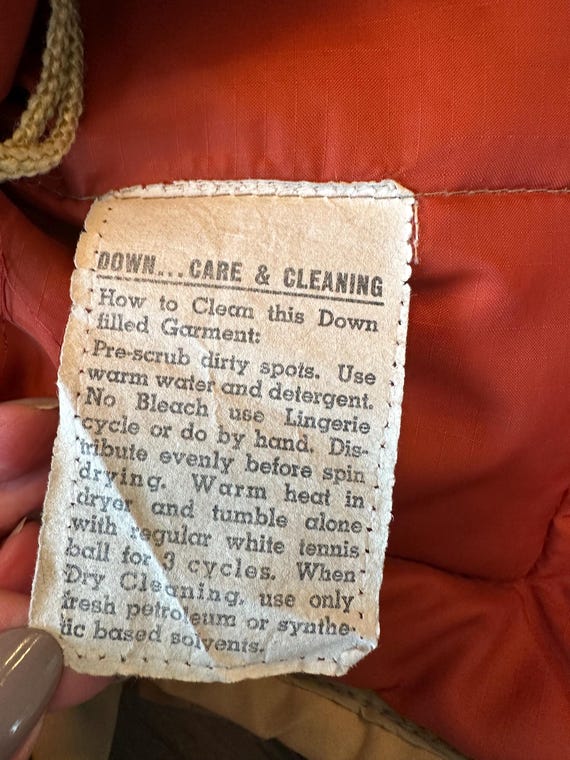 DOWN... CARE & CLEANING
How to Clean this Down
filled Garment:
Pre-scrub dirty spots. Use
warm water and detergent.
No Bleach use Lingerie
cycle or do by hand. Dis-
tribute evenly before spin
drying. Warm heat in
dryer and tumble alone
with regular white tennis
ball for 3 cycles. When
Dry Cleaning, use only
fresh petroleum or synthe-
tic based solvents.